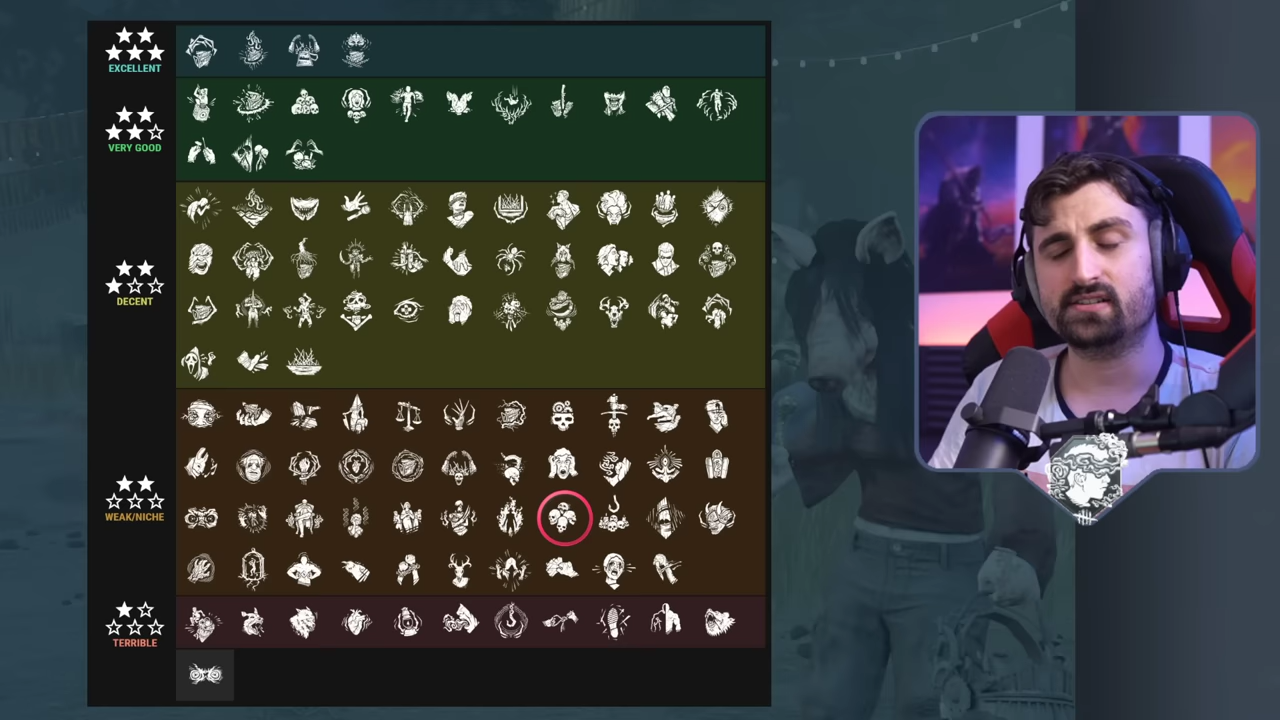 EXCELLENT
VERY GOOD
DECENT
WEAK/NICHE
TERRIBLE